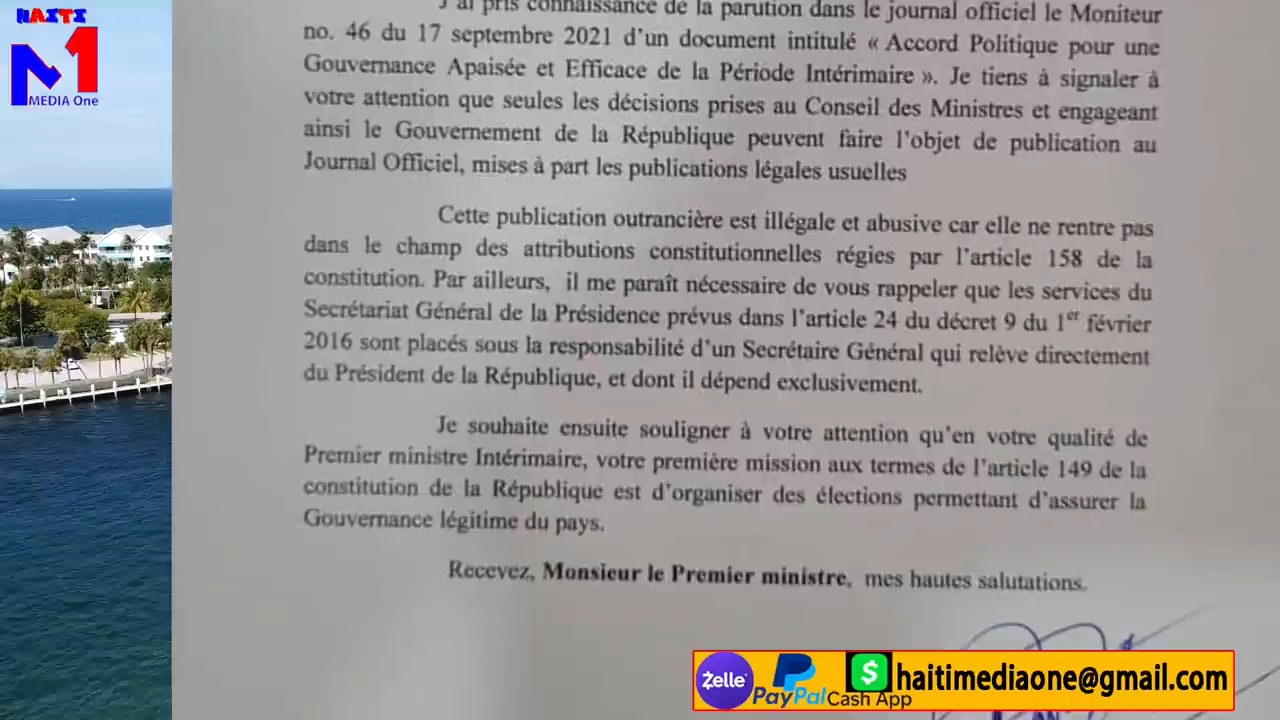 HAITI
M1
MEDIA One
J'ai pris connaissance de la parution dans le journal officiel le Moniteur
no. 46 du 17 septembre 2021 d'un document intitulé « Accord Politique pour une
Gouvernance Apaisée et Efficace de la Période Intérimaire ». Je tiens à signaler à
votre attention que seules les décisions prises au Conseil des Ministres et engageant
ainsi le Gouvernement de la République peuvent faire l'objet de publication au
Journal Officiel, mises à part les publications légales usuelles
Cette publication outrancière est illégale et abusive car elle ne rentre pas
dans le champ des attributions constitutionnelles régies par l'article 158 de la
constitution. Par ailleurs, il me paraît nécessaire de vous rappeler que les services du
Secrétariat Général de la Présidence prévus dans l'article 24 du décret 9 du 1er février
2016 sont placés sous la responsabilité d'un Secrétaire Général qui relève directement
du Président de la République, et dont il dépend exclusivement.
Je souhaite ensuite souligner à votre attention qu'en votre qualité de
Premier ministre Intérimaire, votre première mission aux termes de l'article 149 de la
constitution de la République est d'organiser des élections permettant d'assurer la
Gouvernance légitime du pays.
Recevez, Monsieur le Premier ministre, mes hautes salutations.
Zelle PayPal $ Cash App haitimediaone@gmail.com